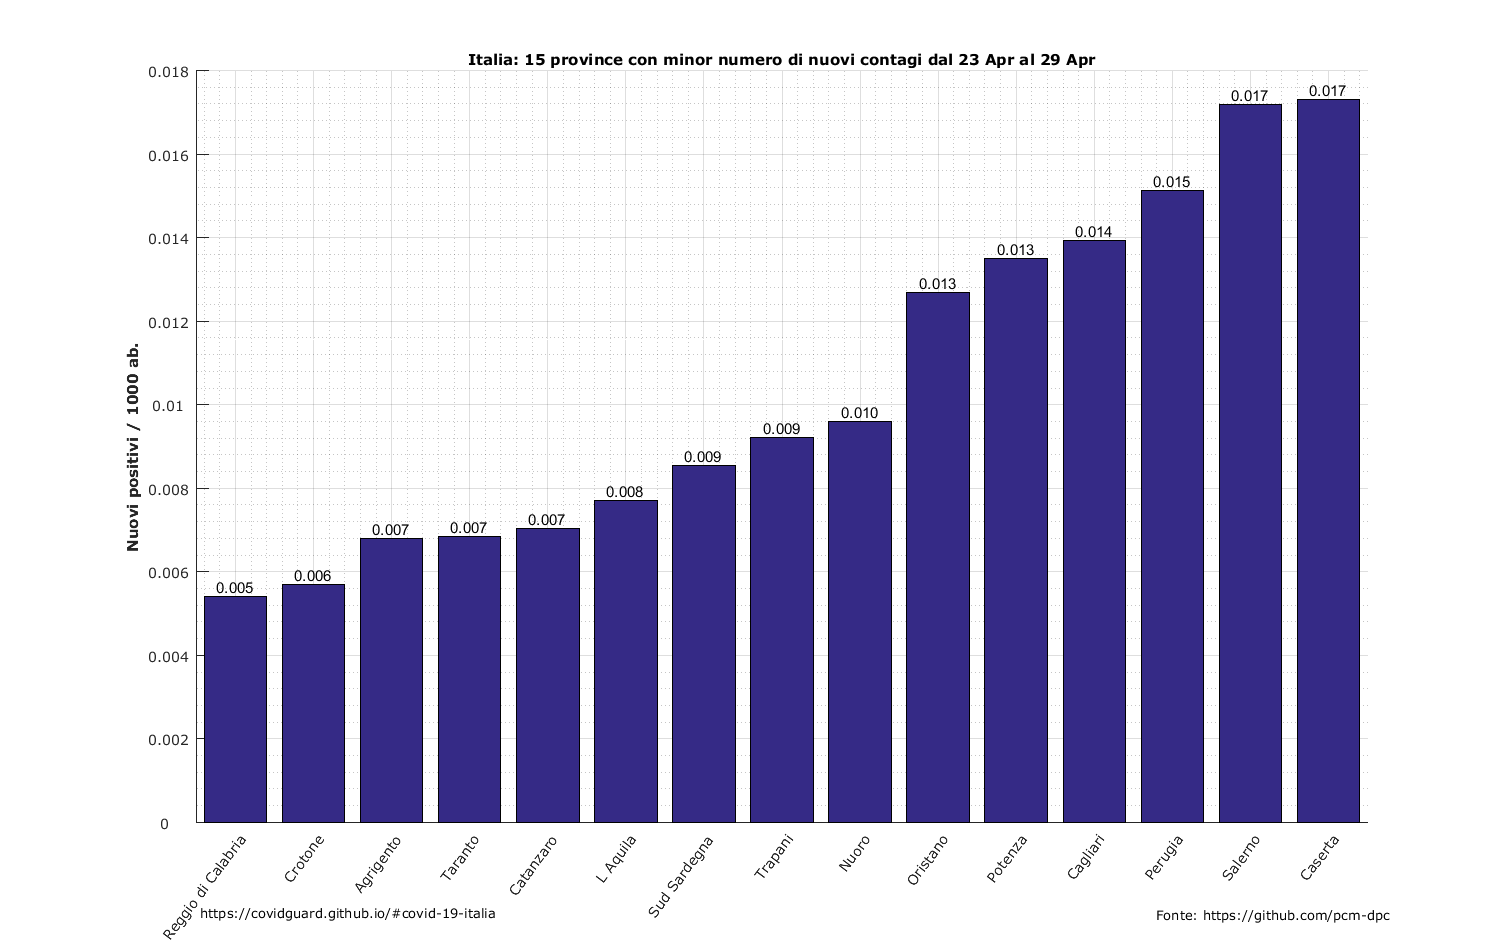 Italia: 15 province con minor numero di nuovi contagi dal 23 Apr al 29 Apr
Nuovi positivi / 1000 ab.
0.018
0.016
0.014
0.012
0.01
0.008
0.006
0.004
0.002
0
0.005
0.006
0.007
0.007
0.007
0.008
0.009
0.009
0.010
0.013
0.013
0.014
0.015
0.017
0.017
Reggio di Calabria
Crotone
Agrigento
Taranto
Catanzaro
L Aquila
Sud Sardegna
Trapani
Nuoro
Oristano
Potenza
Cagliari
Perugia
Salerno
Caserta
https://covidguard.github.io/#covid-19-italia
Fonte: https://github.com/pcm-dpc